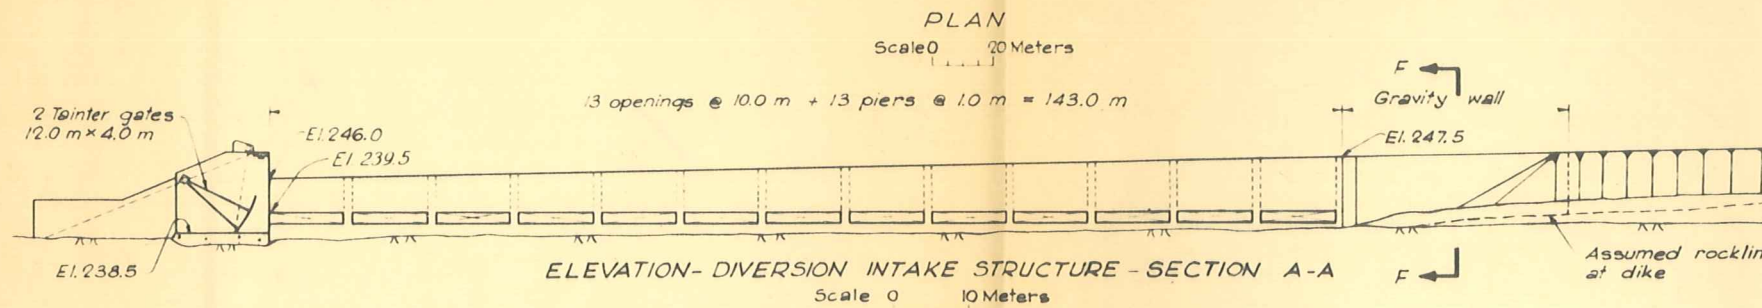 PLAN
Scale 0 20 Meters
F
13 openings @ 10.0 m + 13 piers @ 1.0 m = 143.0 m
Gravity wall
2 Tainter gates
12.0 m × 4.0 m
El. 246.0
El. 239.5
El. 247.5
El. 238.5
ELEVATION - DIVERSION INTAKE STRUCTURE - SECTION A-A
F
Assumed
at dike
Scale 0 10 Meters